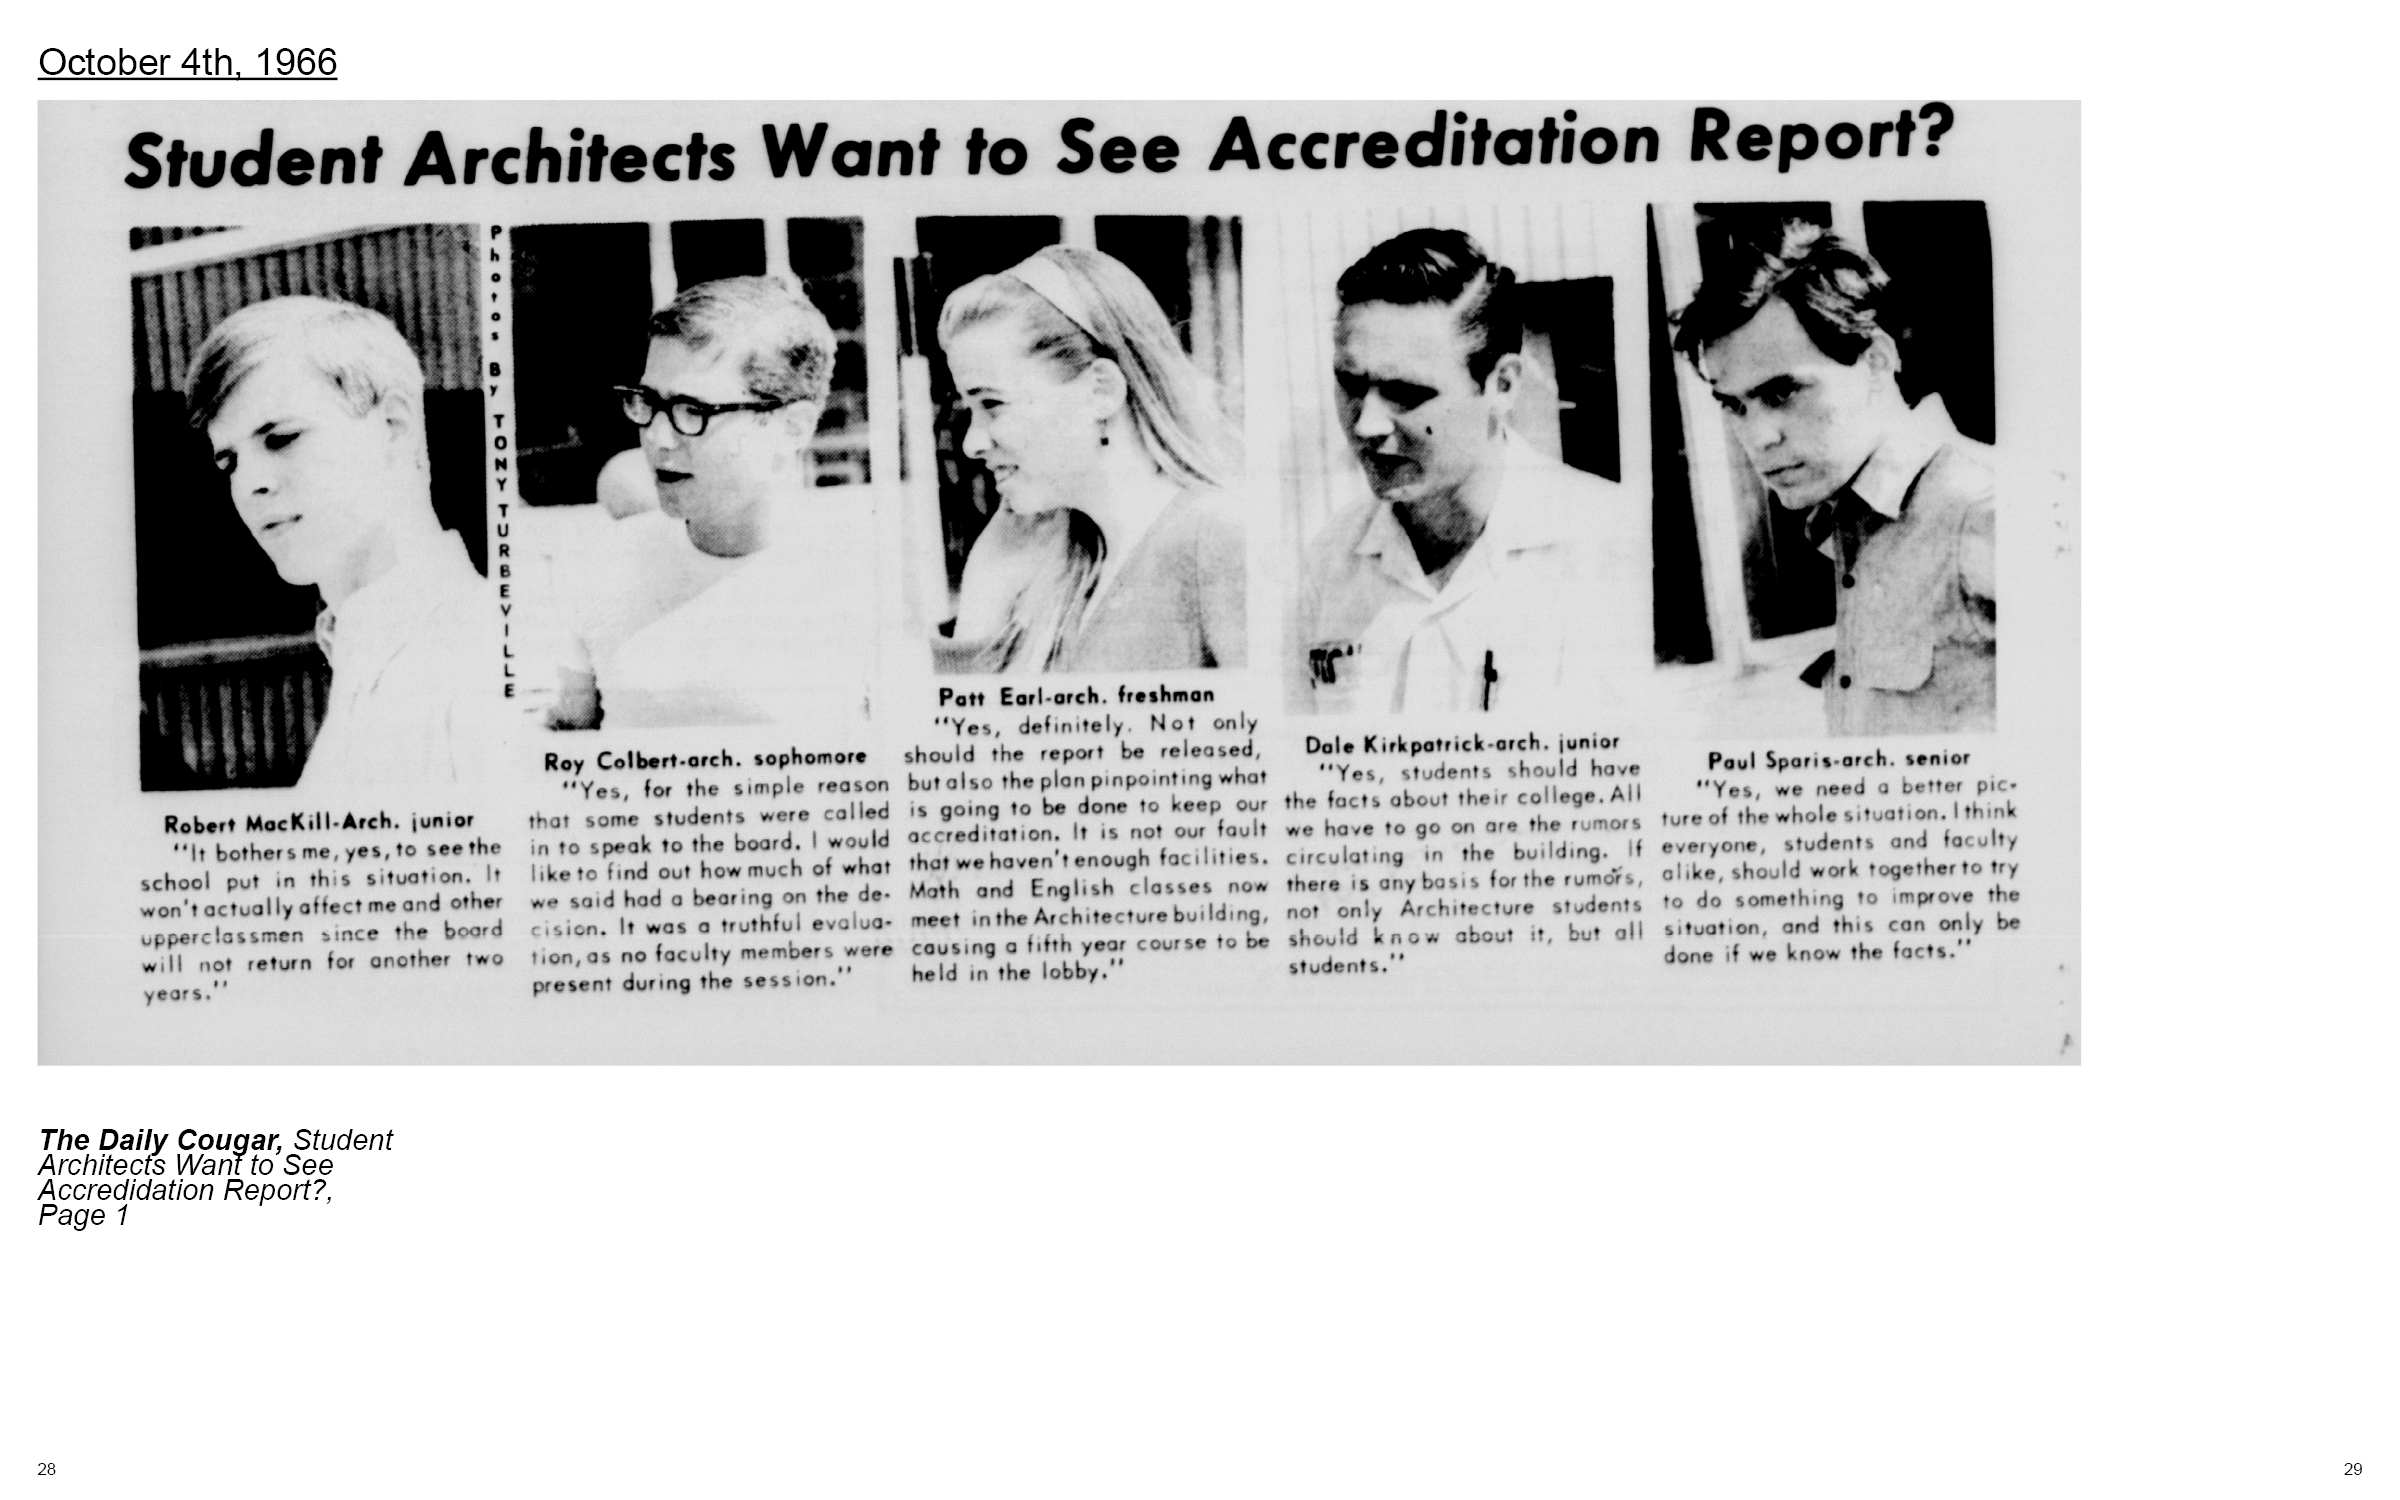 October 4th, 1966
Student Architects Want to See Accreditation Report?
Photos By TONY TURBEVILLE
Robert MacKill-Arch. junior
"It bothers me, yes, to see the
school put in this situation. It
won't actually affect me and other
upperclassmen since the board
will not return for another two
years."
Roy Colbert-arch. sophomore
"Yes, for the simple reason
that some students were called
in to speak to the board. I would
like to find out how much of what
we said had a bearing on the de-
cision. It was a truthful evalua-
tion, as no faculty members were
present during the session."
Patt Earl-arch. freshman
"Yes, definitely. Not only
should the report be released,
but also the plan pinpointing what
is going to be done to keep our
accreditation. It is not our fault
that we haven't enough facilities.
Math and English classes now
meet in the Architecture building,
causing a fifth year course to be
held in the lobby."
Dale Kirkpatrick-arch. junior
"Yes, students should have
the facts about their college. All
we have to go on are the rumors
circulating in the building. If
there is any basis for the rumors,
not only Architecture students
should know about it, but all
students."
Paul Sparis-arch. senior
"Yes, we need a better pic-
ture of the whole situation. I think
everyone, students and faculty
alike, should work together to try
to do something to improve the
situation, and this can only be
done if we know the facts."
The Daily Cougar, Student
Architects Want to See
Accredidation Report?,
Page 1
28
29